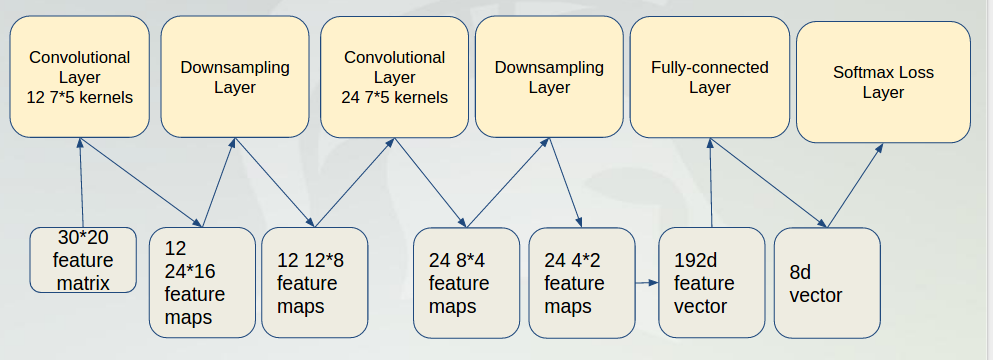 Convolutional
Layer
12 7*5 kernels
Downsampling
Layer
Convolutional
Layer
24 7*5 kernels
Downsampling
Layer
Fully-connected
Layer
Softmax Loss
Layer
30*20
feature
matrix
12
24*16
feature
maps
12 12*8
feature
maps
24 8*4
feature
maps
24 4*2
feature
maps
192d
feature
vector
8d
vector